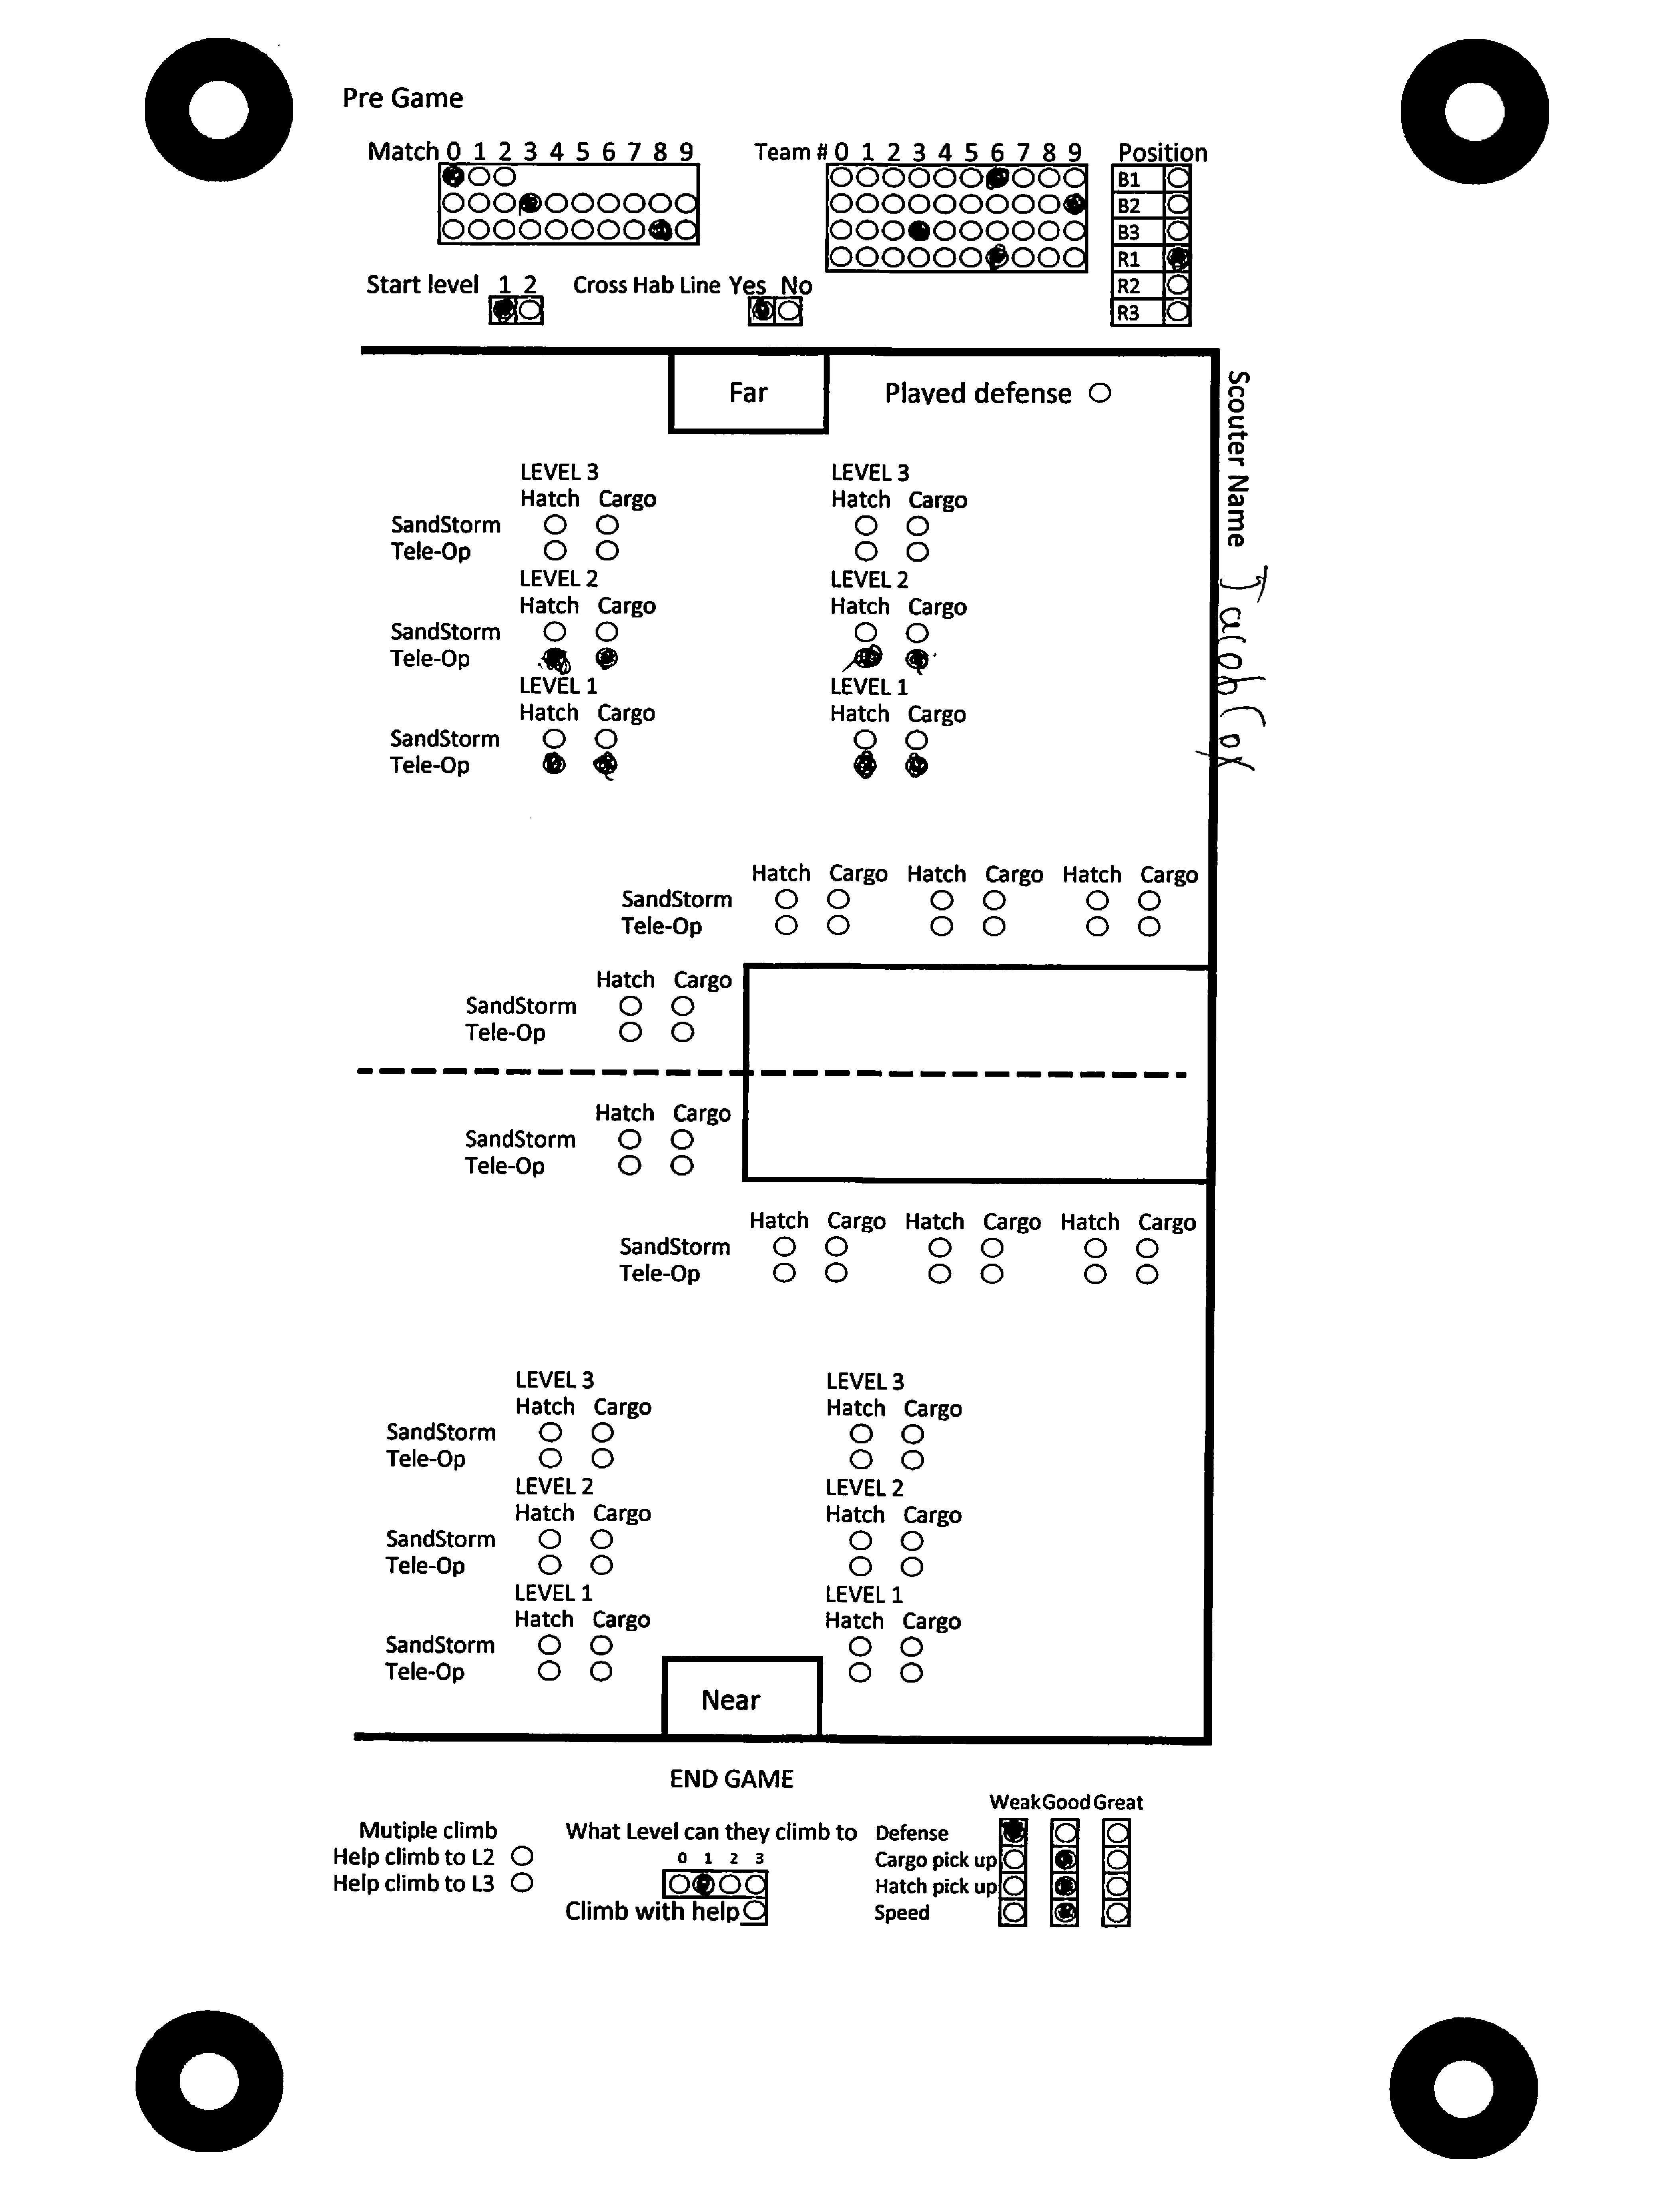 Pre Game
Match 0 1 2 3 4 5 6 7 8 9
Team # 0 1 2 3 4 5 6 7 8 9
Position
B1
B2
B3
R1
R2
R3
Start level 1 2
Cross Hab Line Yes No
Far
Played defense
Scouter Name Jacob Cox
LEVEL 3 LEVEL 3
Hatch Cargo Hatch Cargo
SandStorm
Tele-Op
LEVEL 2 LEVEL 2
Hatch Cargo Hatch Cargo
SandStorm
Tele-Op
LEVEL 1 LEVEL 1
Hatch Cargo Hatch Cargo
SandStorm
Tele-Op
Hatch Cargo Hatch Cargo Hatch Cargo
SandStorm
Tele-Op
Hatch Cargo
SandStorm
Tele-Op
Hatch Cargo
SandStorm
Tele-Op
Hatch Cargo Hatch Cargo Hatch Cargo
SandStorm
Tele-Op
LEVEL 3 LEVEL 3
Hatch Cargo Hatch Cargo
SandStorm
Tele-Op
LEVEL 2 LEVEL 2
Hatch Cargo Hatch Cargo
SandStorm
Tele-Op
LEVEL 1 LEVEL 1
Hatch Cargo Hatch Cargo
SandStorm
Tele-Op
Near
END GAME
Mutiple climb
Help climb to L2
Help climb to L3
What Level can they climb to
0 1 2 3
Climb with help
Weak Good Great
Defense
Cargo pick up
Hatch pick up
Speed